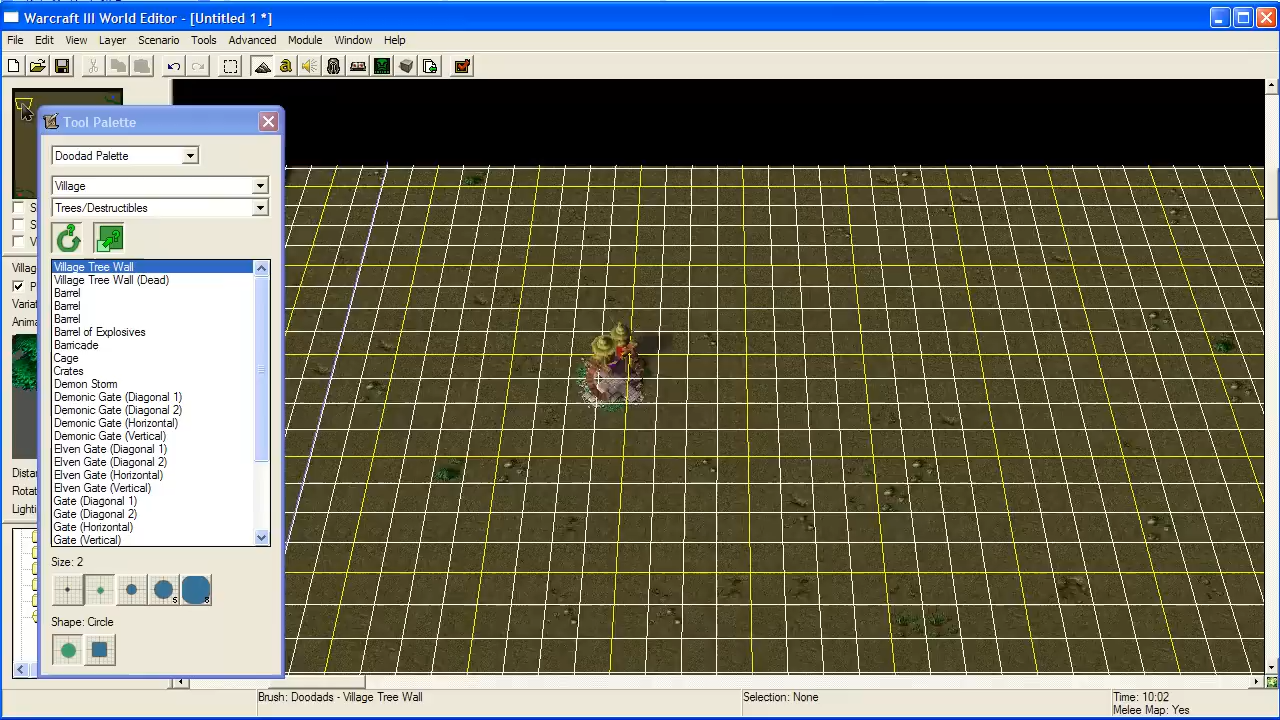 Warcraft III World Editor - [Untitled 1 *]
File Edit View Layer Scenario Tools Advanced Module Window Help
Tool Palette
Doodad Palette
Village
Trees/Destructibles
Village Tree Wall
Village Tree Wall (Dead)
Barrel
Barrel
Barrel
Barrel of Explosives
Barricade
Cage
Crates
Demon Storm
Demonic Gate (Diagonal 1)
Demonic Gate (Diagonal 2)
Demonic Gate (Horizontal)
Demonic Gate (Vertical)
Elven Gate (Diagonal 1)
Elven Gate (Diagonal 2)
Elven Gate (Horizontal)
Elven Gate (Vertical)
Gate (Diagonal 1)
Gate (Diagonal 2)
Gate (Horizontal)
Gate (Vertical)
Size: 2
Shape: Circle
Brush: Doodads - Village Tree Wall
Selection: None
Time: 10:02
Melee Map: Yes